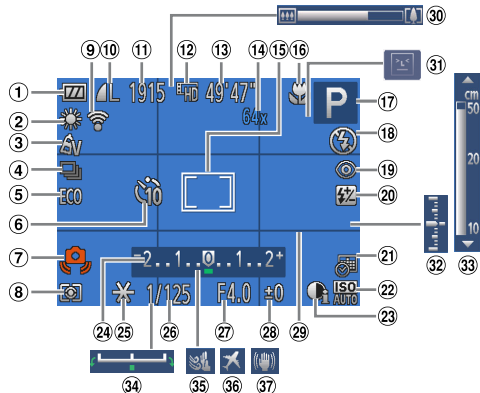 30
9 10 11 12 13 14 15 16
31
1 L 1915 HD 49'47" P 17
64x
cm
50
2 18
3 V
4 19
5 ECO 20 20
6 10
10
7 21
32 33
-2..1..0..1..2+
8 ISO AUTO 22
24 25 1/125 26 F4.0 27 ±0 28 29 23
34 35 36 37